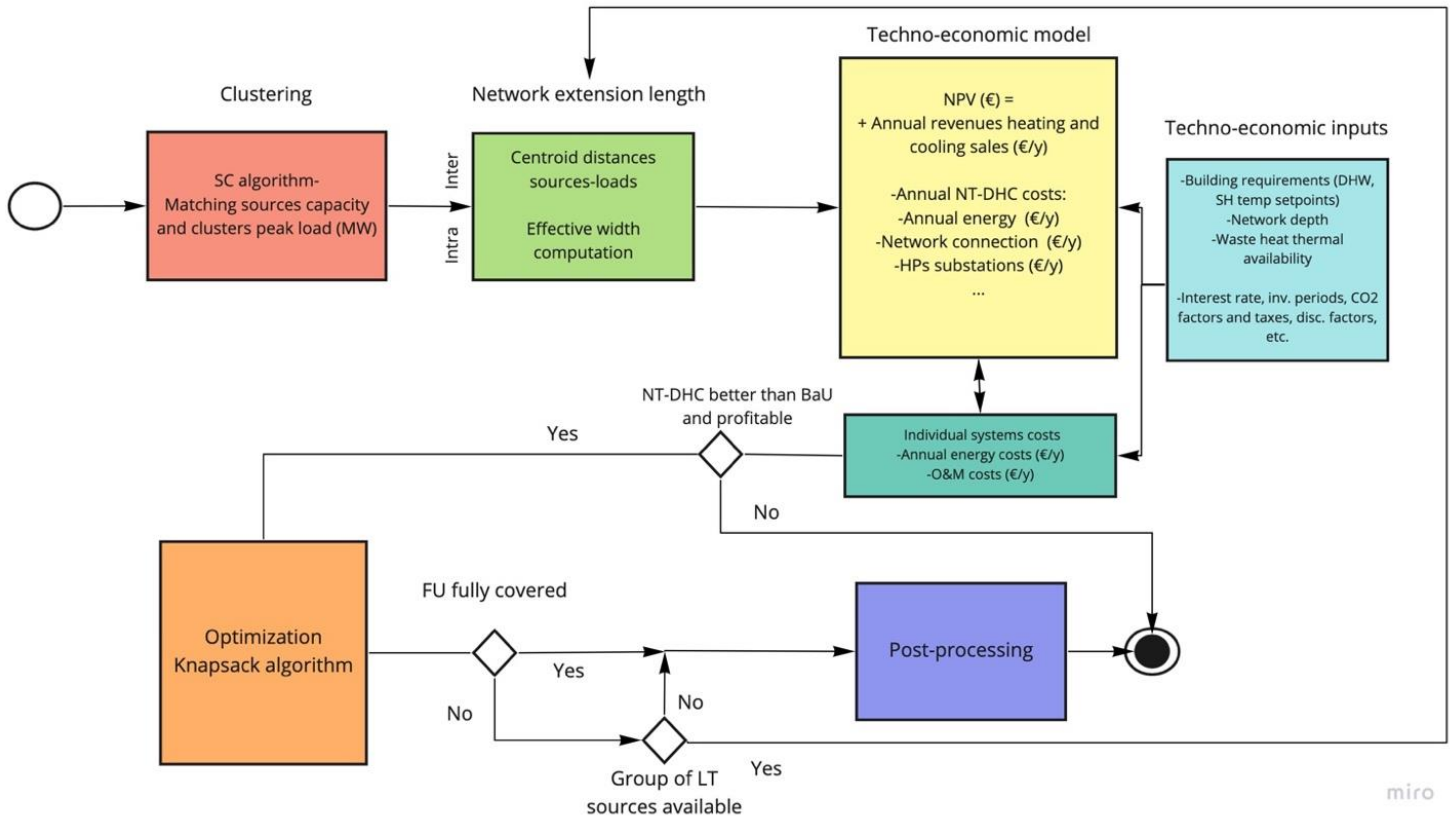 Techno-economic model
Clustering
Network extension length
Techno-economic inputs
SC algorithm-
Matching sources capacity
and clusters peak load (MW)
Inter
Intra
Centroid distances
sources-loads
Effective width
computation
NPV (€) =
+ Annual revenues heating and
cooling sales (€/y)
-Annual NT-DHC costs:
-Annual energy (€/y)
-Network connection (€/y)
-HPs substations (€/y)
...
-Building requirements (DHW,
SH temp setpoints)
-Network depth
-Waste heat thermal
availability
-Interest rate, inv. periods, CO2
factors and taxes, disc. factors,
etc.
NT-DHC better than BaU
and profitable
Yes
Individual systems costs
-Annual energy costs (€/y)
-O&M costs (€/y)
No
Optimization
Knapsack algorithm
FU fully covered
Yes
No
No
Post-processing
Group of LT
sources available
Yes
miro